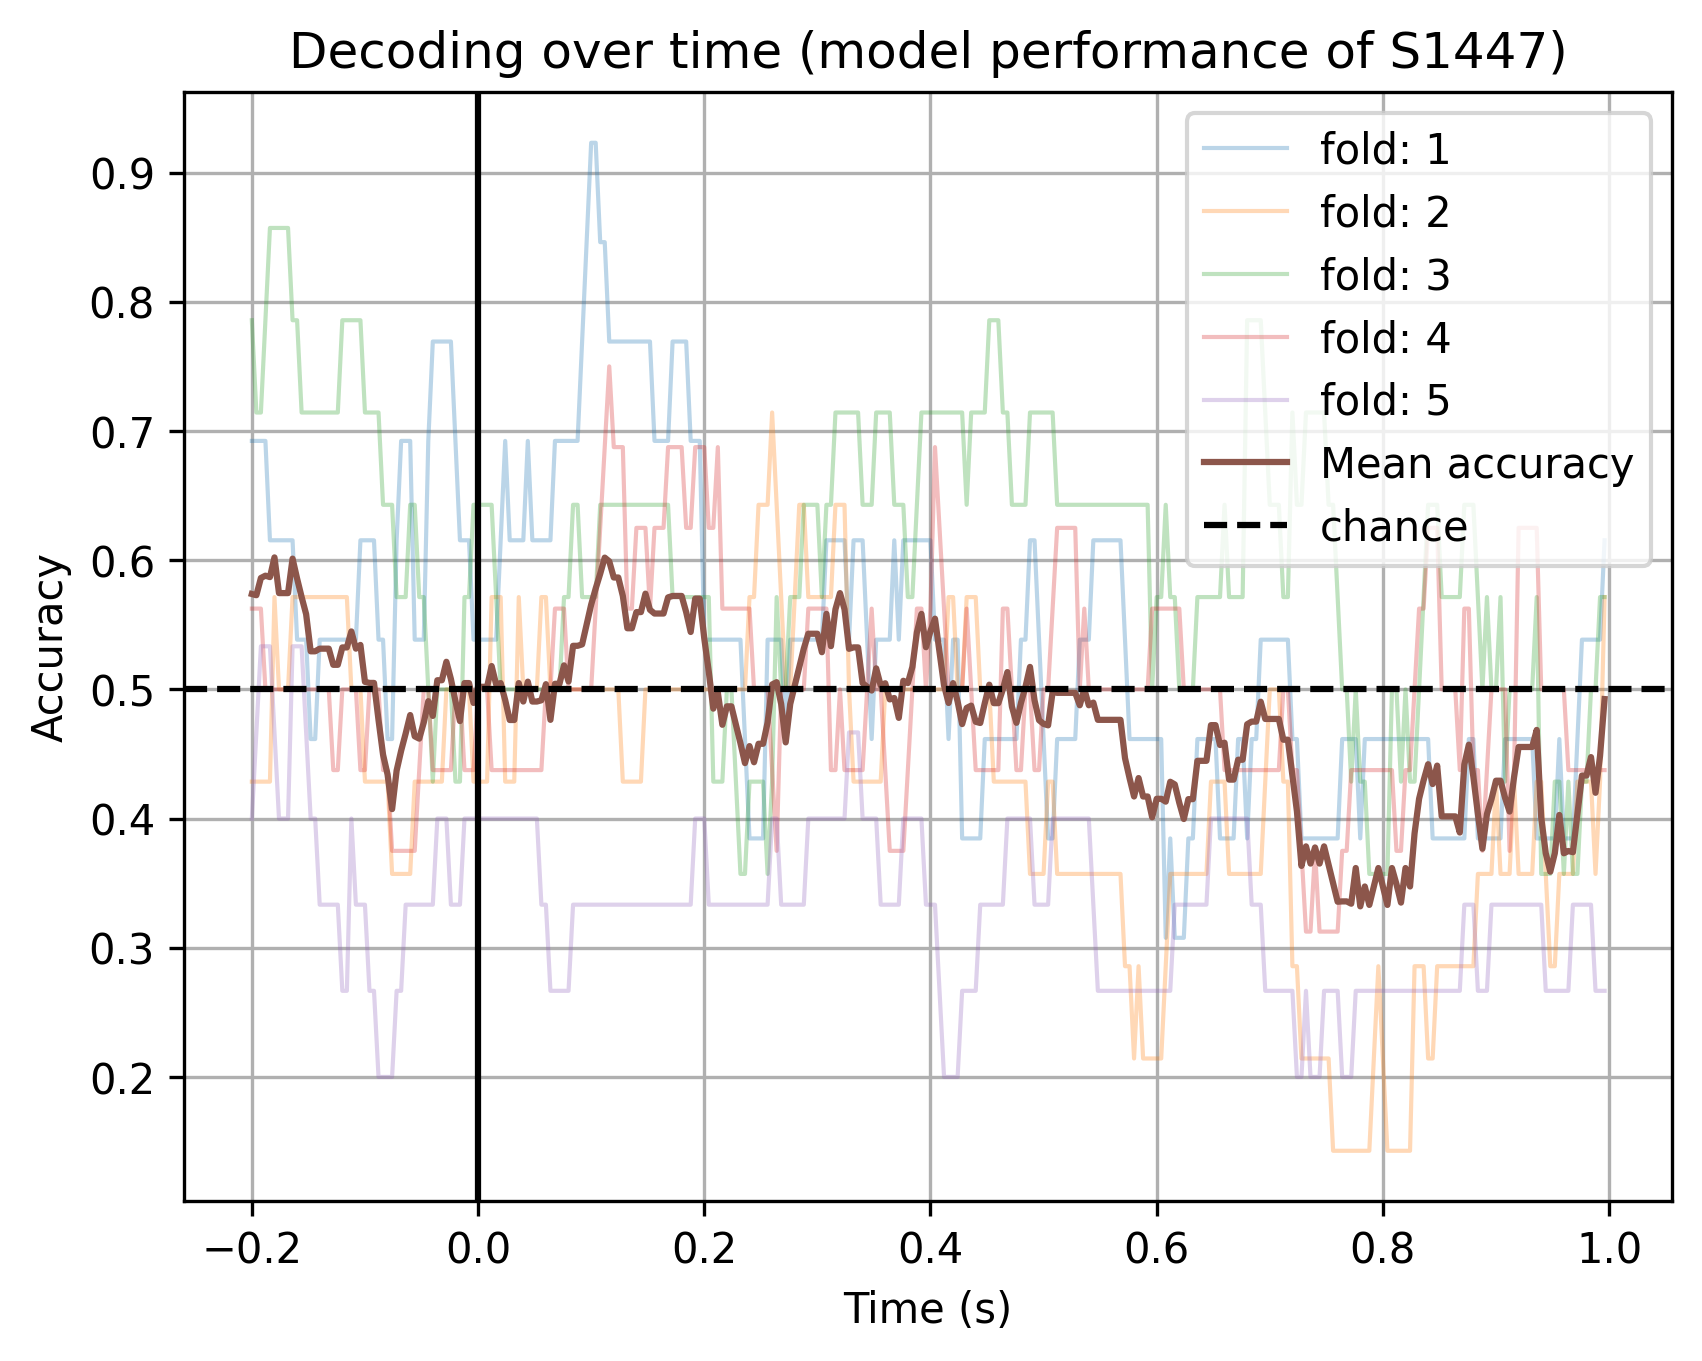 Decoding over time (model performance of S1447)
Accuracy
0.9
0.8
0.7
0.6
0.5
0.4
0.3
0.2
fold: 1
fold: 2
fold: 3
fold: 4
fold: 5
Mean accuracy
chance
−0.2 0.0 0.2 0.4 0.6 0.8 1.0
Time (s)